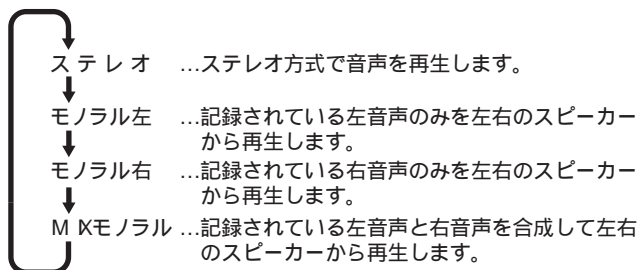 ステレオ …ステレオ方式で音声を再生します。
モノラル左 …記録されている左音声のみを左右のスピーカー
から再生します。
モノラル右 …記録されている右音声のみを左右のスピーカー
から再生します。
MIXモノラル …記録されている左音声と右音声を合成して左右
のスピーカーから再生します。